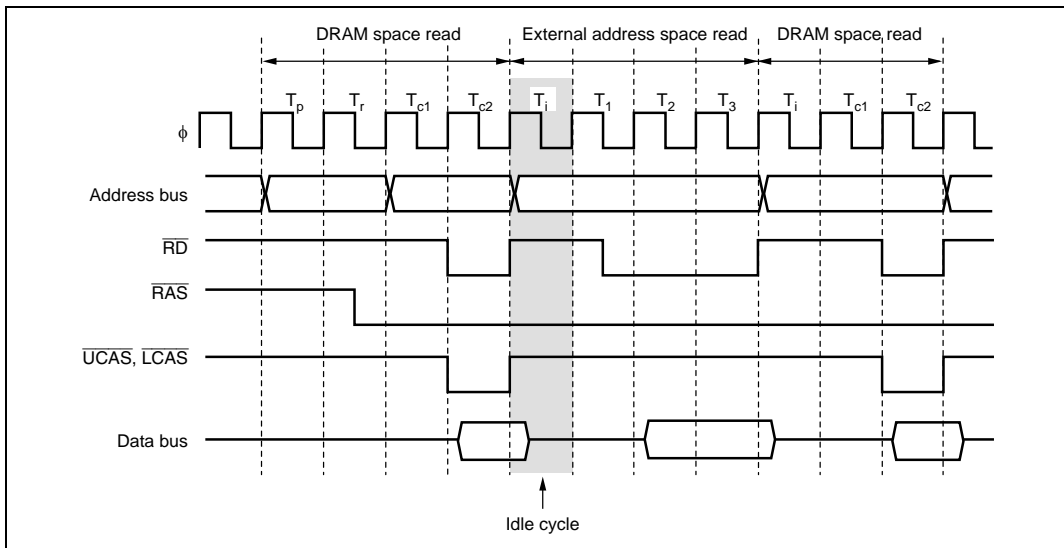 DRAM space read External address space read DRAM space read
Tp Tr Tc1 Tc2 Ti T1 T2 T3 Ti Tc1 Tc2
ϕ
Address bus
RD
RAS
UCAS, LCAS
Data bus
Idle cycle